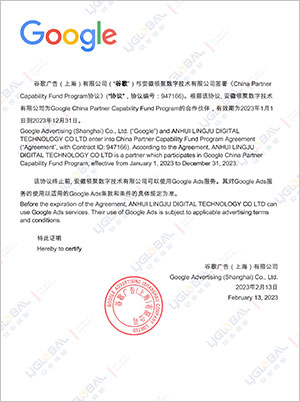 Google
谷歌广告（上海）有限公司（“谷歌”）与安徽领聚数字技术有限公司签署《China Partner
Capability Fund Program协议》（“协议”，协议编号：947166）。根据该协议, 安徽领聚数字技
术有限公司为Google China Partner Capability Fund Program的合作伙伴，有效期为2023年1月1
日到2023年12月31日。
Google Advertising (Shanghai) Co., Ltd. (“Google”) and ANHUI LINGJU DIGITAL
TECHNOLOGY CO LTD enter into China Partner Capability Fund Program Agreement
(“Agreement”, with Contract ID: 947166). According to the Agreement, ANHUI LINGJU
DIGITAL TECHNOLOGY CO LTD is a partner which participates in Google China Partner
Capability Fund Program, effective from January 1, 2023 to December 31, 2023.
该协议终止前, 安徽领聚数字技术有限公司可以使用Google Ads服务。其对Google Ads服务
的使用以适用的Google Ads条款和条件的具体规定为准。
Before the expiration of the Agreement, ANHUI LINGJU DIGITAL TECHNOLOGY CO LTD can
use Google Ads Services. Their use of Google Ads is subject to applicable advertising terms
and conditions.
特此证明
Hereby to certify
谷歌广告（上海）有限公司
Google Advertising (Shanghai) Co., Ltd.
2023年2月13日
February 13, 2023
GOOGLE ADVERTISING (SHANGHAI) COMPANY LIMITED
谷歌广告(上海)有限公司
LIGLOBAL